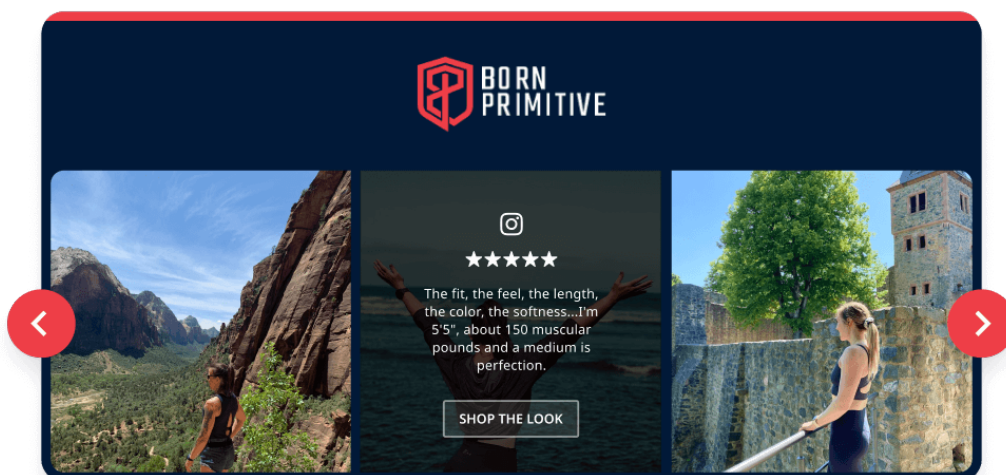 BORN
PRIMITIVE
The fit, the feel, the length,
the color, the softness...I'm
5'5", about 150 muscular
pounds and a medium is
perfection.
SHOP THE LOOK